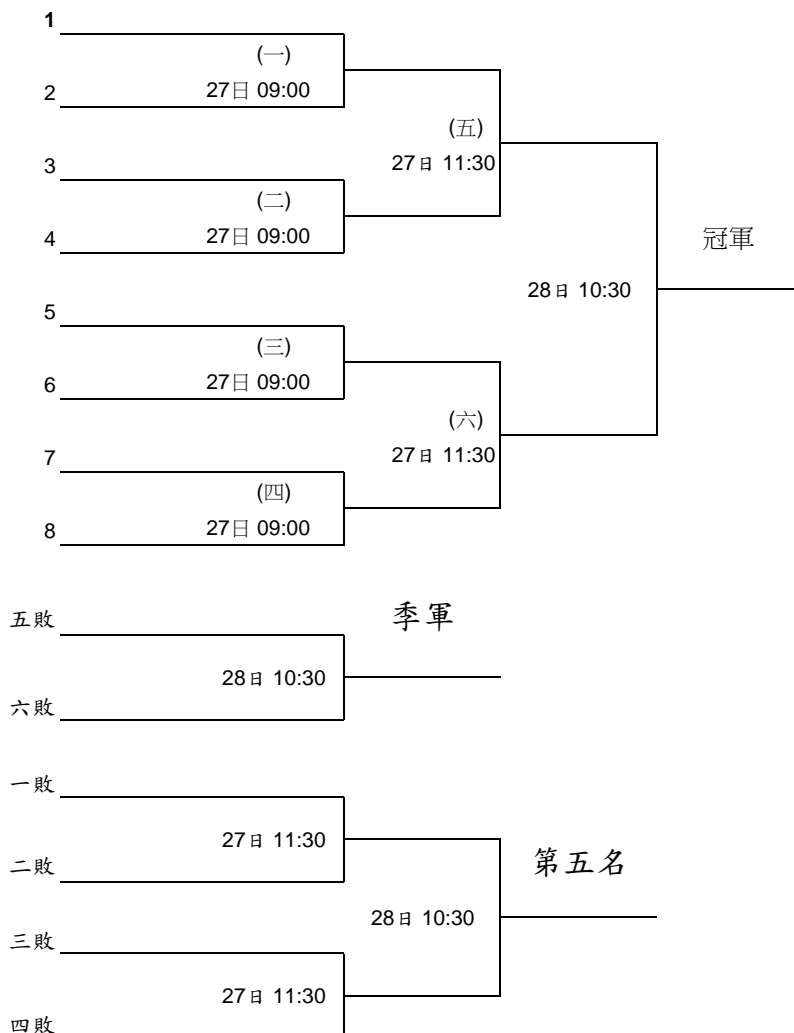 1
(一)
2
27日 09:00
(五)
3
27日 11:30
(二)
4
27日 09:00
冠軍
28日 10:30
5
(三)
6
27日 09:00
(六)
7
27日 11:30
(四)
8
27日 09:00
五敗
季軍
28日 10:30
六敗
一敗
27日 11:30
二敗
第五名
28日 10:30
三敗
27日 11:30
四敗